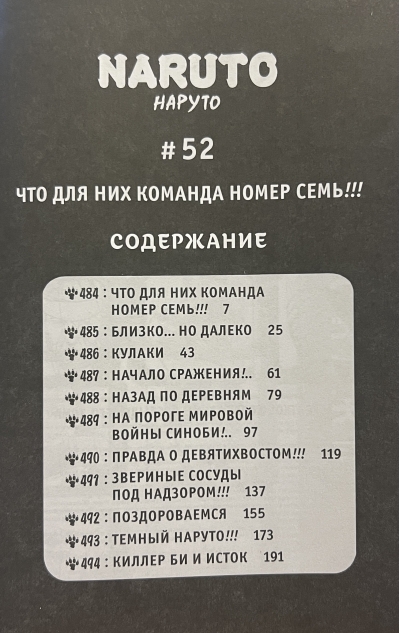 NARUTO
НАРУТО
#52
ЧТО ДЛЯ НИХ КОМАНДА НОМЕР СЕМЬ!!!
СОДЕРЖАНИЕ
484 : ЧТО ДЛЯ НИХ КОМАНДА
НОМЕР СЕМЬ!!! 7
485 : БЛИЗКО... НО ДАЛЕКО 25
486 : КУЛАКИ 43
487 : НАЧАЛО СРАЖЕНИЯ!.. 61
488 : НАЗАД ПО ДЕРЕВНЯМ 79
489 : НА ПОРОГЕ МИРОВОЙ
ВОЙНЫ СИНОБИ!.. 97
490 : ПРАВДА О ДЕВЯТИХВОСТОМ!!! 119
491 : ЗВЕРИНЫЕ СОСУДЫ
ПОД НАДЗОРОМ!!! 137
492 : ПОЗДОРОВАЕМСЯ 155
493 : ТЕМНЫЙ НАРУТО!!! 173
494 : КИЛЛЕР БИ И ИСТОК 191